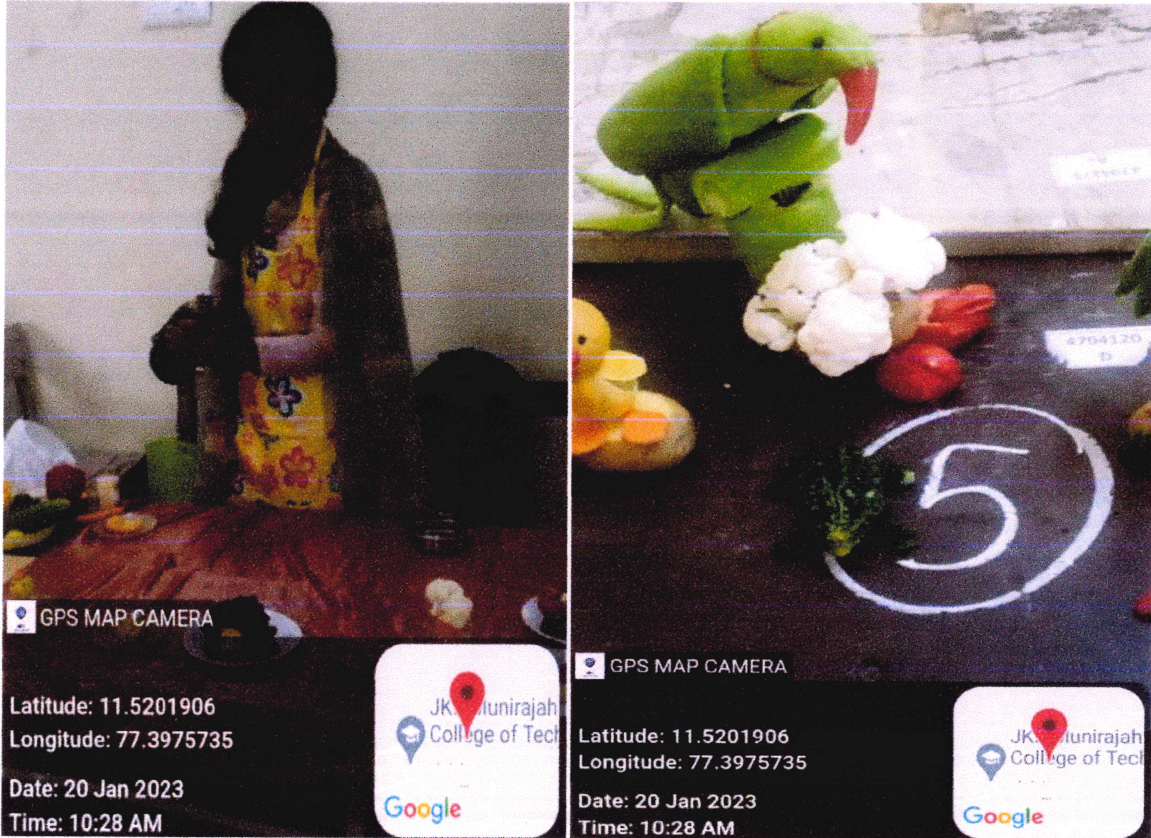 GPS MAP CAMERA
Latitude: 11.5201906
Longitude: 77.3975735
Date: 20 Jan 2023
Time: 10:28 AM
College of Tech
Google
4704120
D
5
GPS MAP CAMERA
Latitude: 11.5201906
Longitude: 77.3975735
Date: 20 Jan 2023
Time: 10:28 AM
College of Tecl
Google